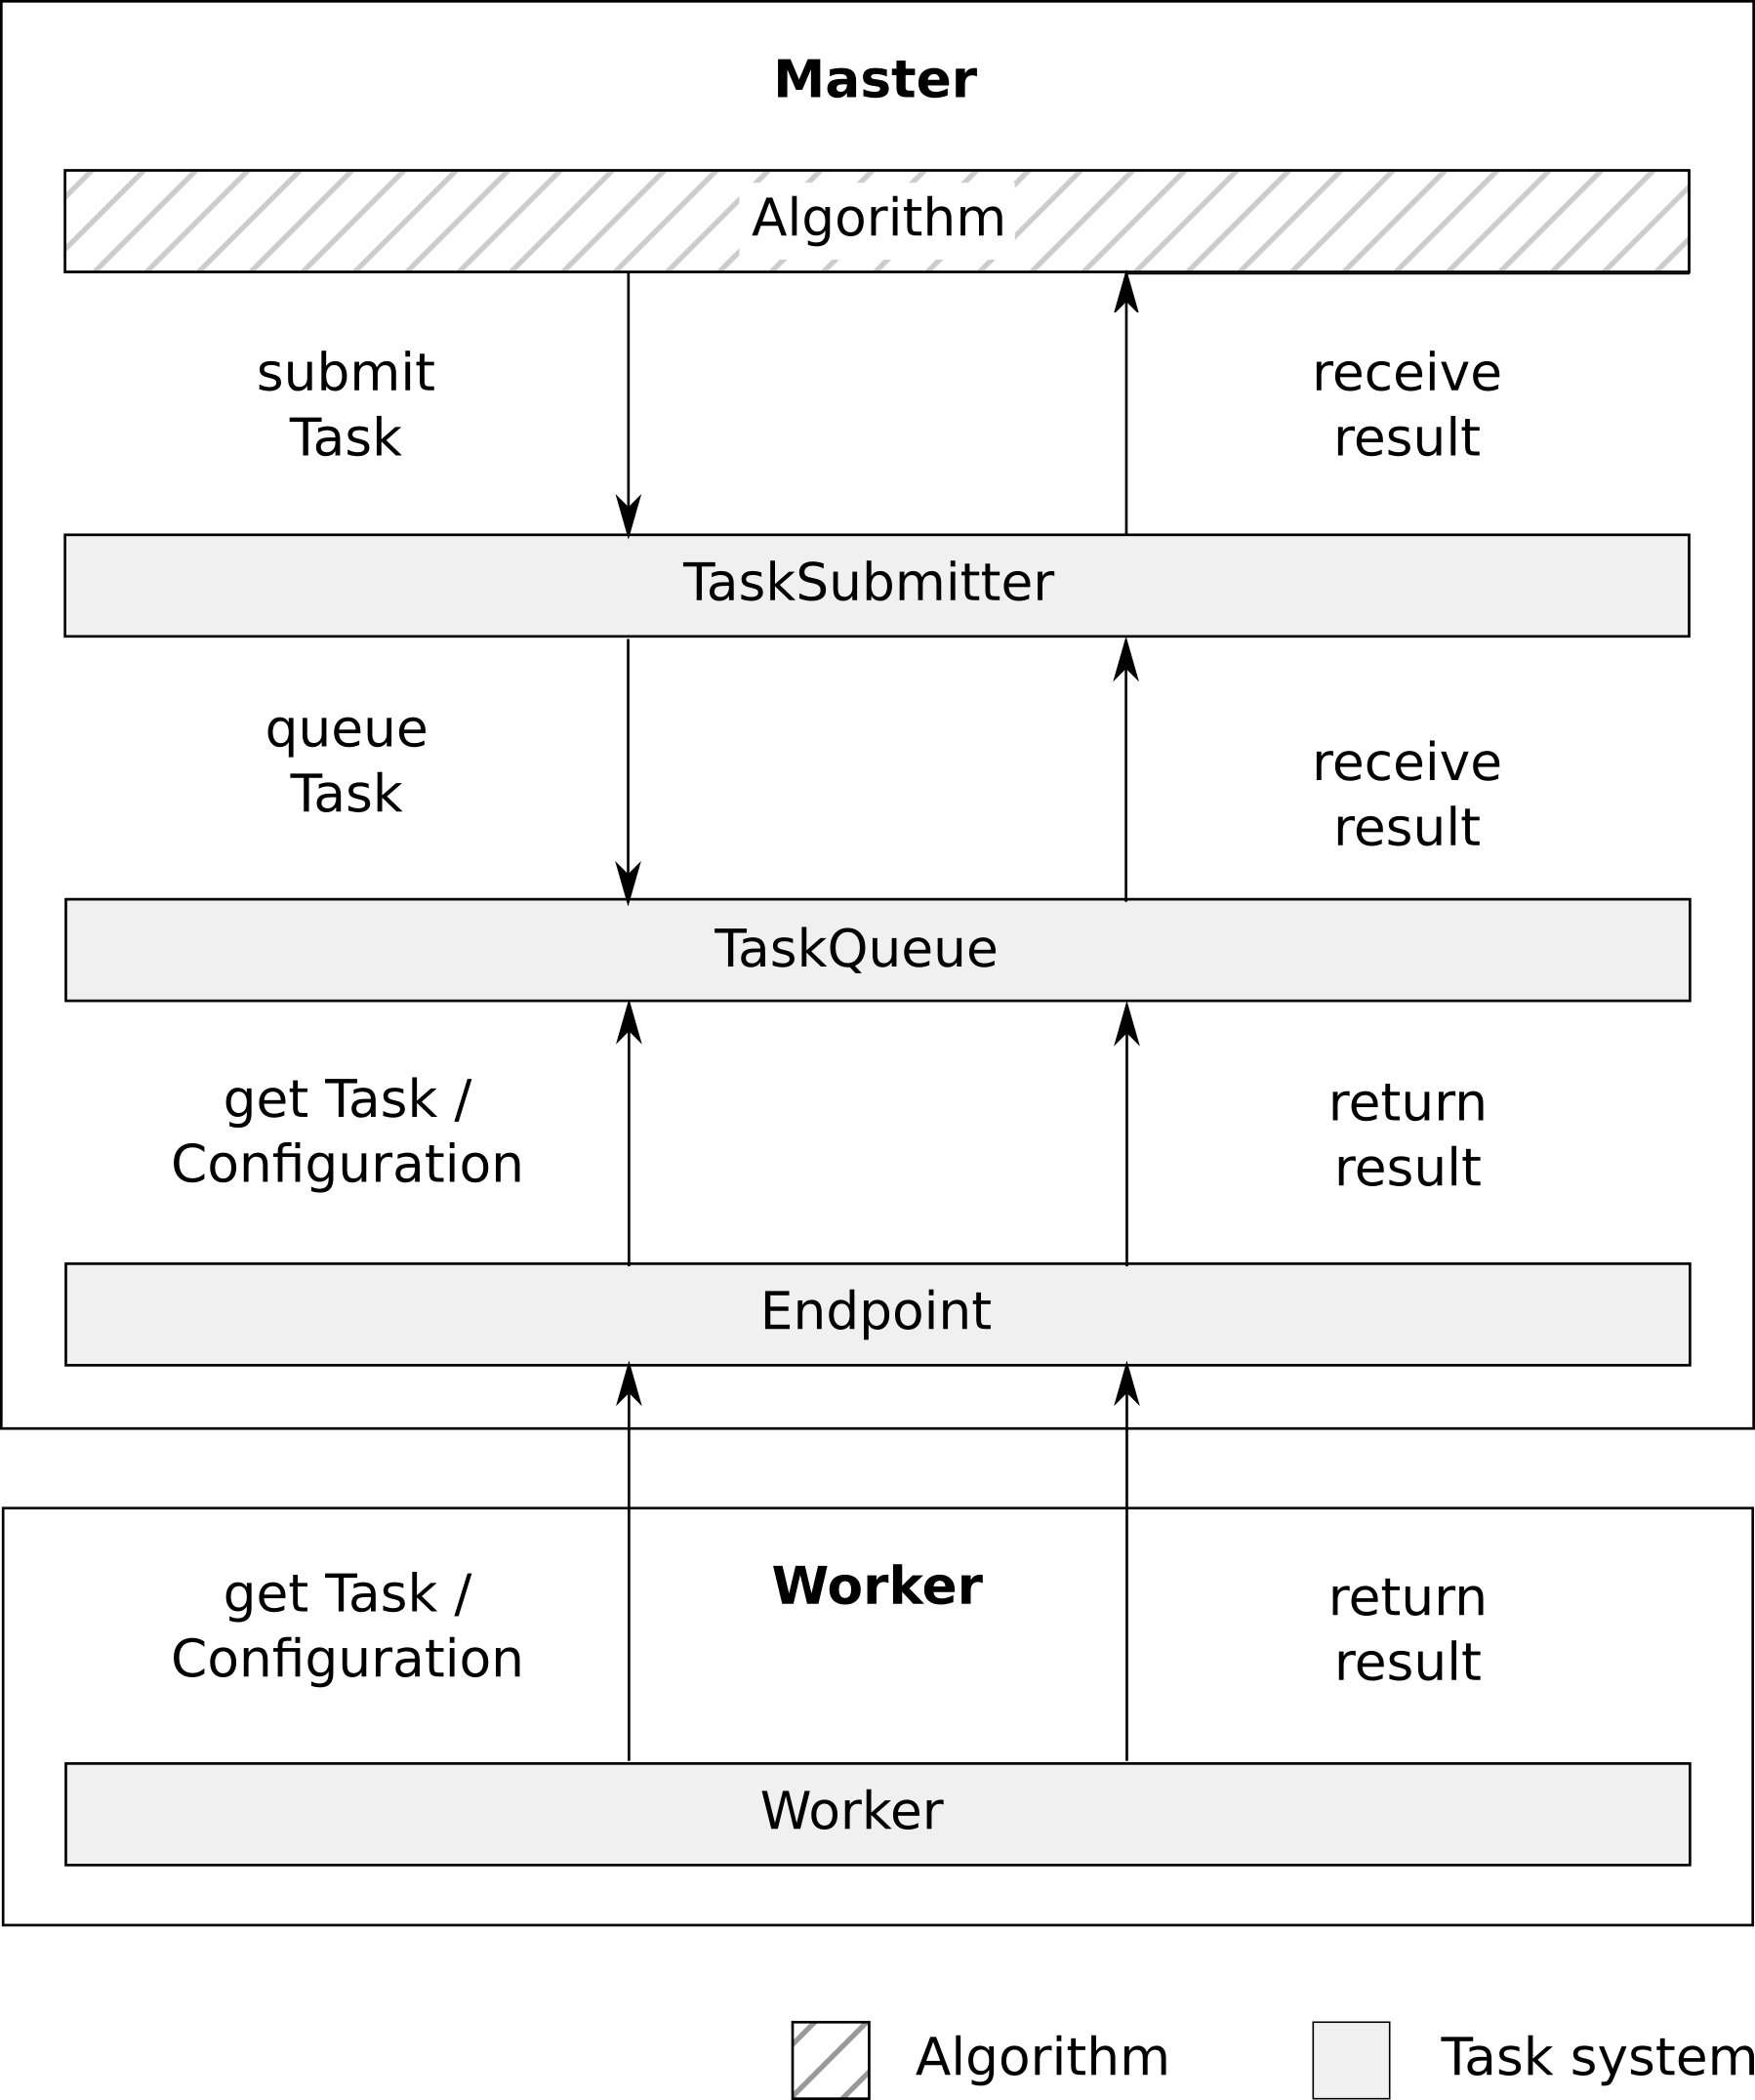 Master
Algorithm
submit
Task
receive
result
TaskSubmitter
queue
Task
receive
result
TaskQueue
get Task /
Configuration
return
result
Endpoint
get Task /
Configuration
Worker
return
result
Worker
Algorithm
Task system